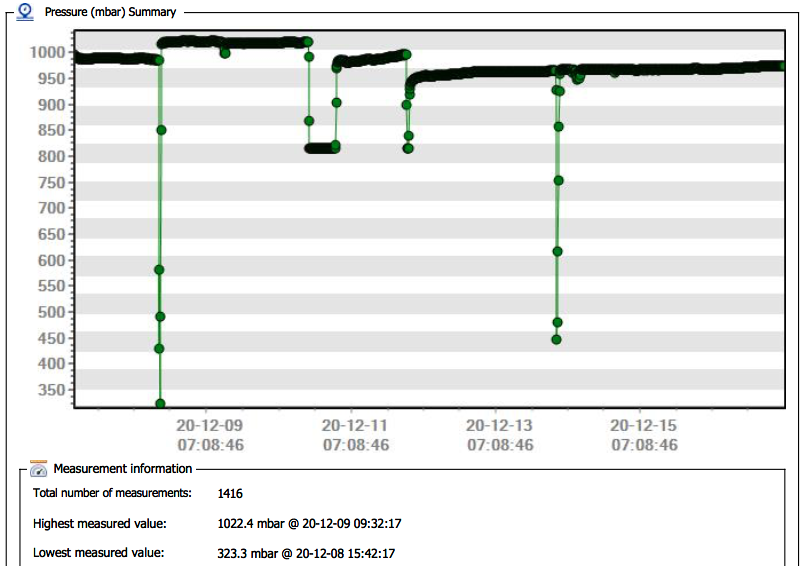 Pressure (mbar) Summary
1000
950
900
850
800
750
700
650
600
550
500
450
400
350
20-12-09 20-12-11 20-12-13 20-12-15
07:08:46 07:08:46 07:08:46 07:08:46
Measurement information
Total number of measurements: 1416
Highest measured value: 1022.4 mbar @ 20-12-09 09:32:17
Lowest measured value: 323.3 mbar @ 20-12-08 15:42:17